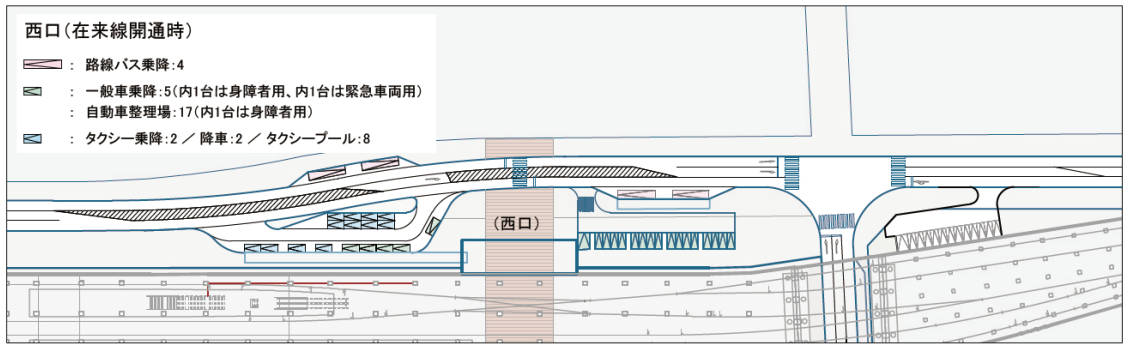 西口(在来線開通時)
: 路線バス乗降:4
: 一般車乗降:5(内1台は身障者用、内1台は緊急車両用)
: 自動車整理場:17(内1台は身障者用)
: タクシー乗降:2 / 降車:2 / タクシープール:8
(西口)